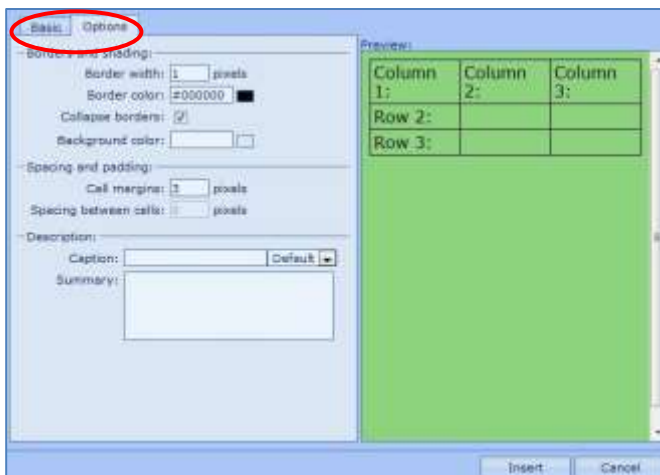 Basic Options
Borders and shading:
Border width: 1 pixels
Border color: #000000
Collapse borders:
Background color:
Spacing and padding:
Cell margins: 3 pixels
Spacing between cells: pixels
Description:
Caption: Default
Summary:
Preview:
Column 1: Column 2: Column 3:
Row 2:
Row 3:
Insert Cancel